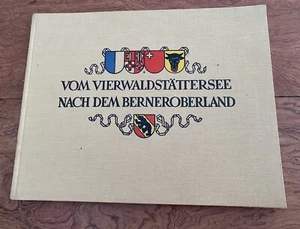 VOM VIERWALDSTÄTTERSEE
NACH DEM BERNEROBERLAND